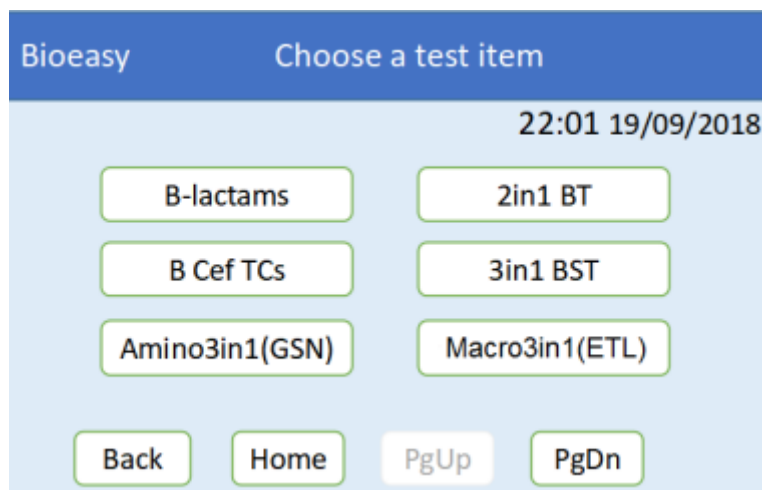 Bioeasy Choose a test item
22:01 19/09/2018
B-lactams 2in1 BT
B Cef TCs 3in1 BST
Amino3in1(GSN) Macro3in1(ETL)
Back Home PgUp PgDn